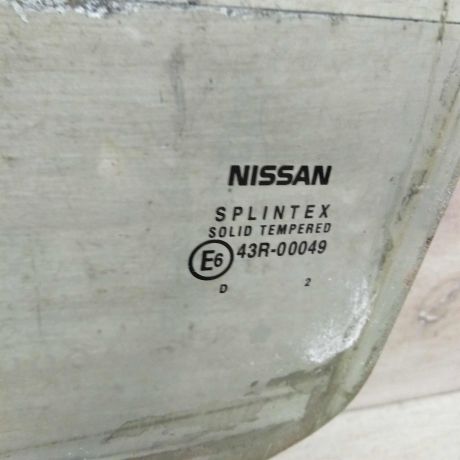 NISSAN
SPLINTEX
SOLID TEMPERED
E6 43R-00049
D 2